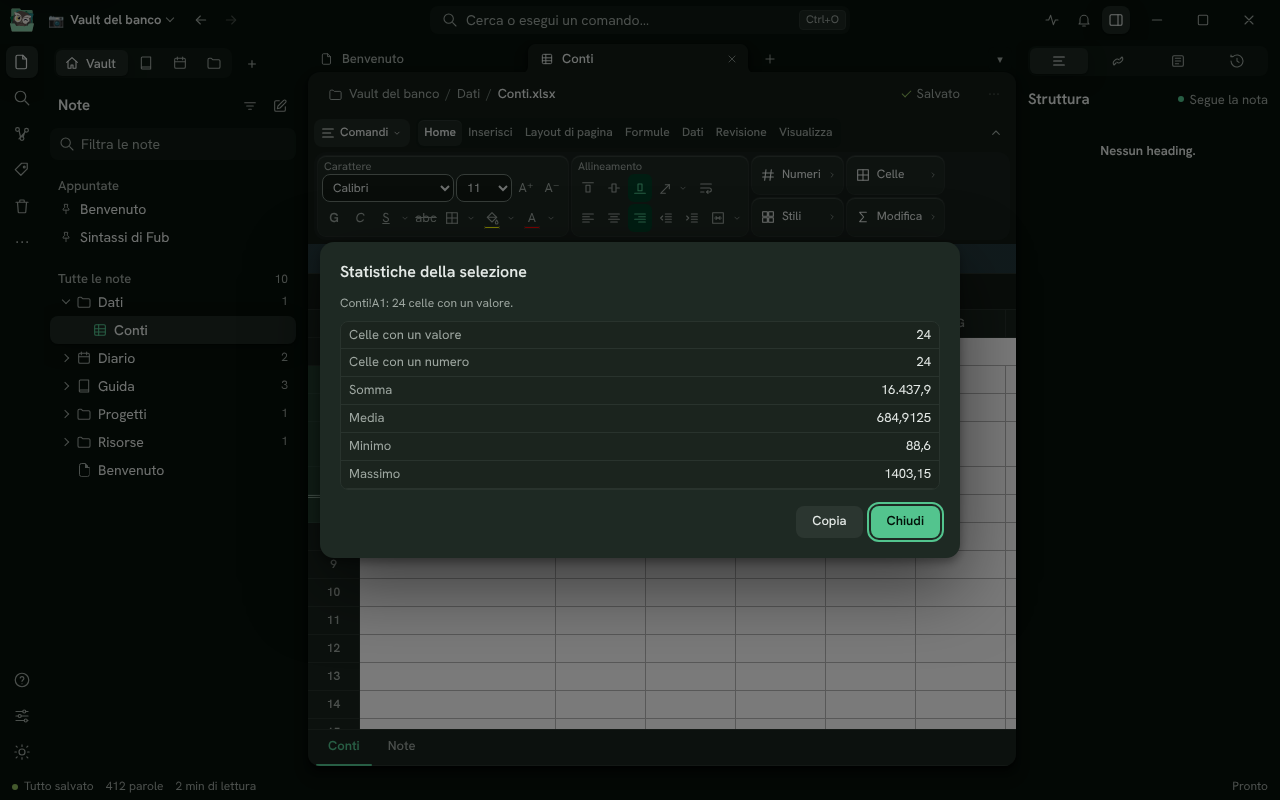 Vault del banco
Cerca o esegui un comando...
Ctrl+O
Vault
Benvenuto
Conti
Note
Filtra le note
Appuntate
Benvenuto
Sintassi di Fub
Tutte le note 10
Dati 1
Conti
Diario 2
Guida 3
Progetti 1
Risorse 1
Benvenuto
Vault del banco / Dati / Conti.xlsx
Salvato
Comandi
Home Inserisci Layout di pagina Formule Dati Revisione Visualizza
Carattere
Allineamento
Calibri 11 A+ A−
G C S abc A
Numeri
Celle
Stili
Modifica
Statistiche della selezione
Conti!A1: 24 celle con un valore.
Celle con un valore 24
Celle con un numero 24
Somma 16.437,9
Media 684,9125
Minimo 88,6
Massimo 1403,15
Copia Chiudi
G
9
10
11
12
13
14
Conti Note
Struttura
Segue la nota
Nessun heading.
Tutto salvato 412 parole 2 min di lettura
Pronto